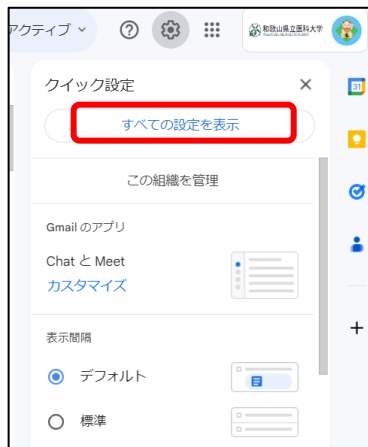 アクティブ
和歌山県立医科大学
クイック設定
すべての設定を表示
31
この組織を管理
Gmail のアプリ
Chat と Meet
カスタマイズ
表示間隔
デフォルト
標準